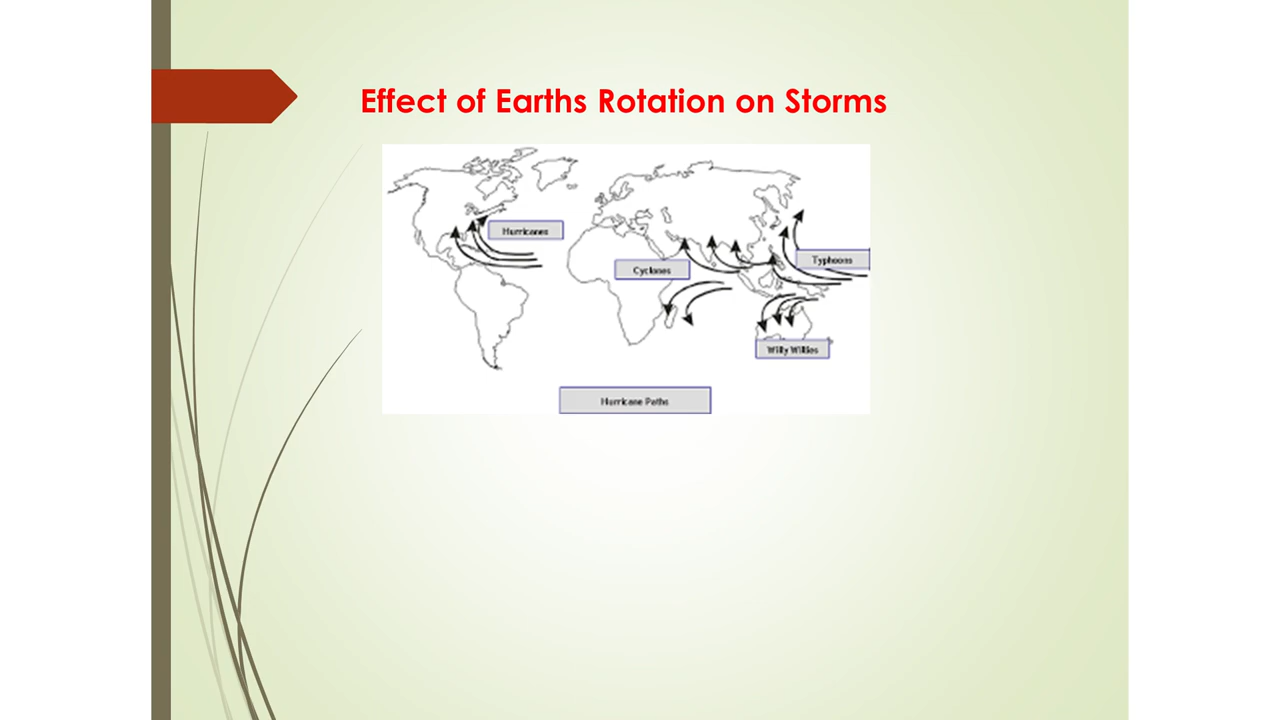 Effect of Earths Rotation on Storms
Hurricanes
Cyclones
Typhoons
Willy Willies
Hurricane Paths